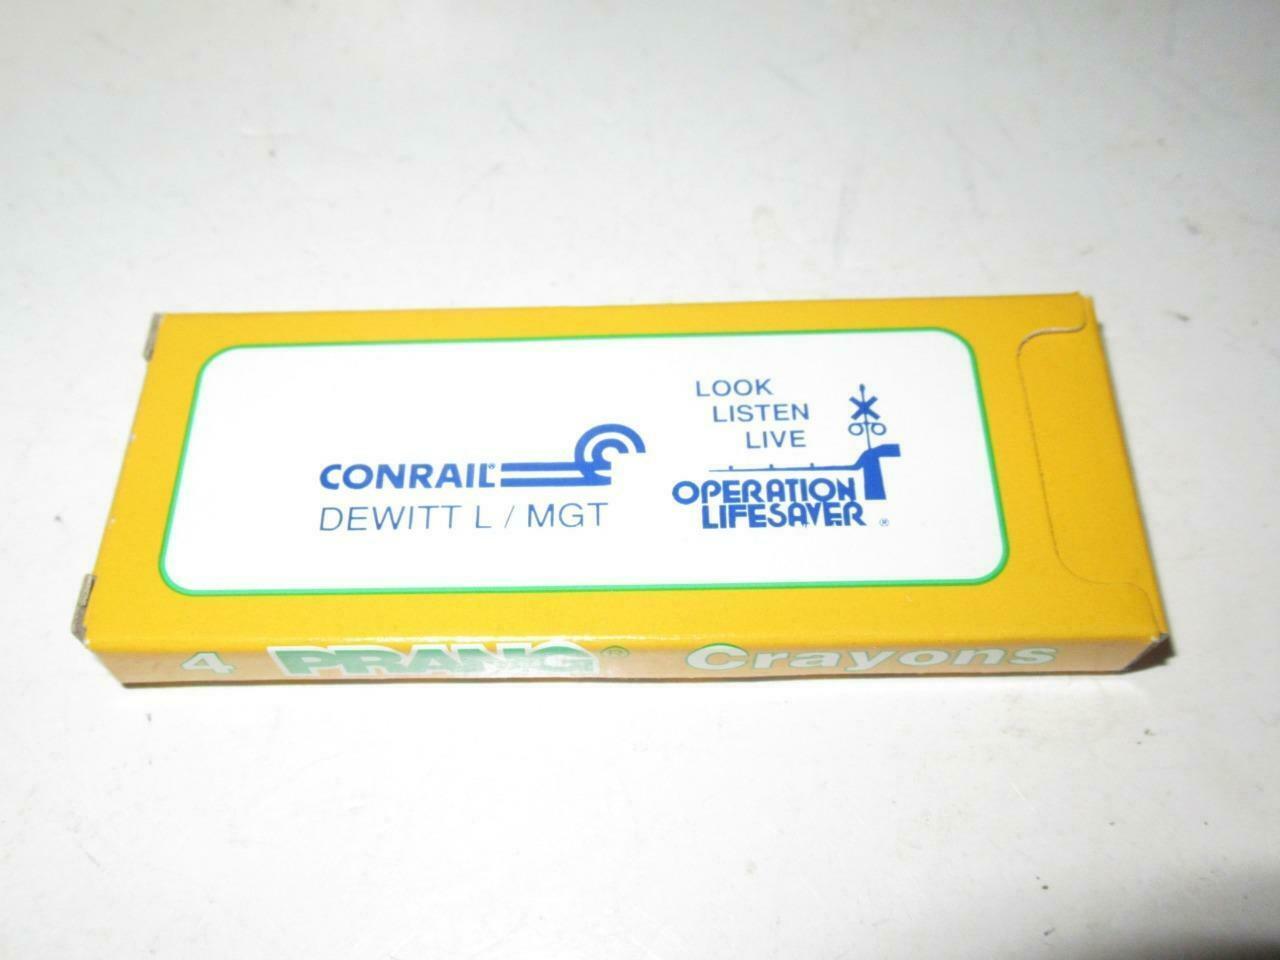 CONRAIL®
DEWITT L / MGT
LOOK
LISTEN
LIVE
OPERATION
LIFESAVER ®
4 PRANG® Crayons